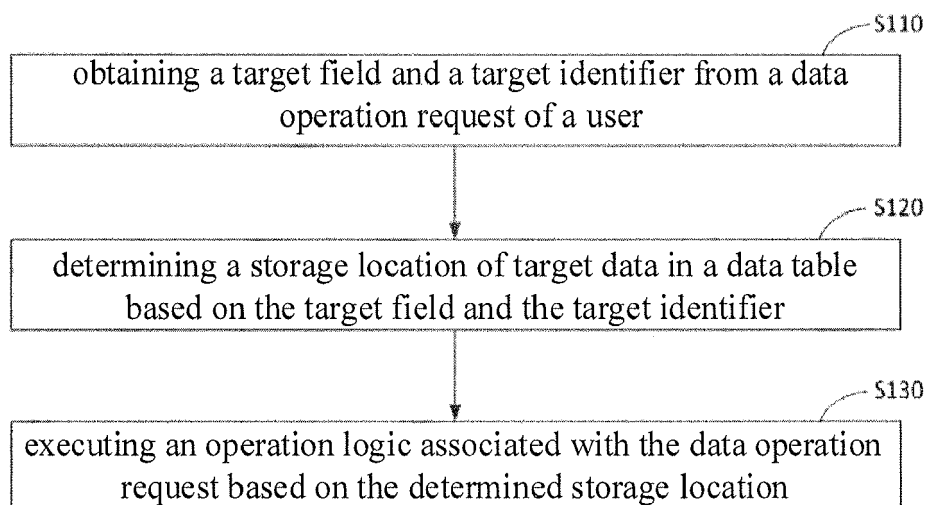 S110
obtaining a target field and a target identifier from a data
operation request of a user
S120
determining a storage location of target data in a data table
based on the target field and the target identifier
S130
executing an operation logic associated with the data operation
request based on the determined storage location